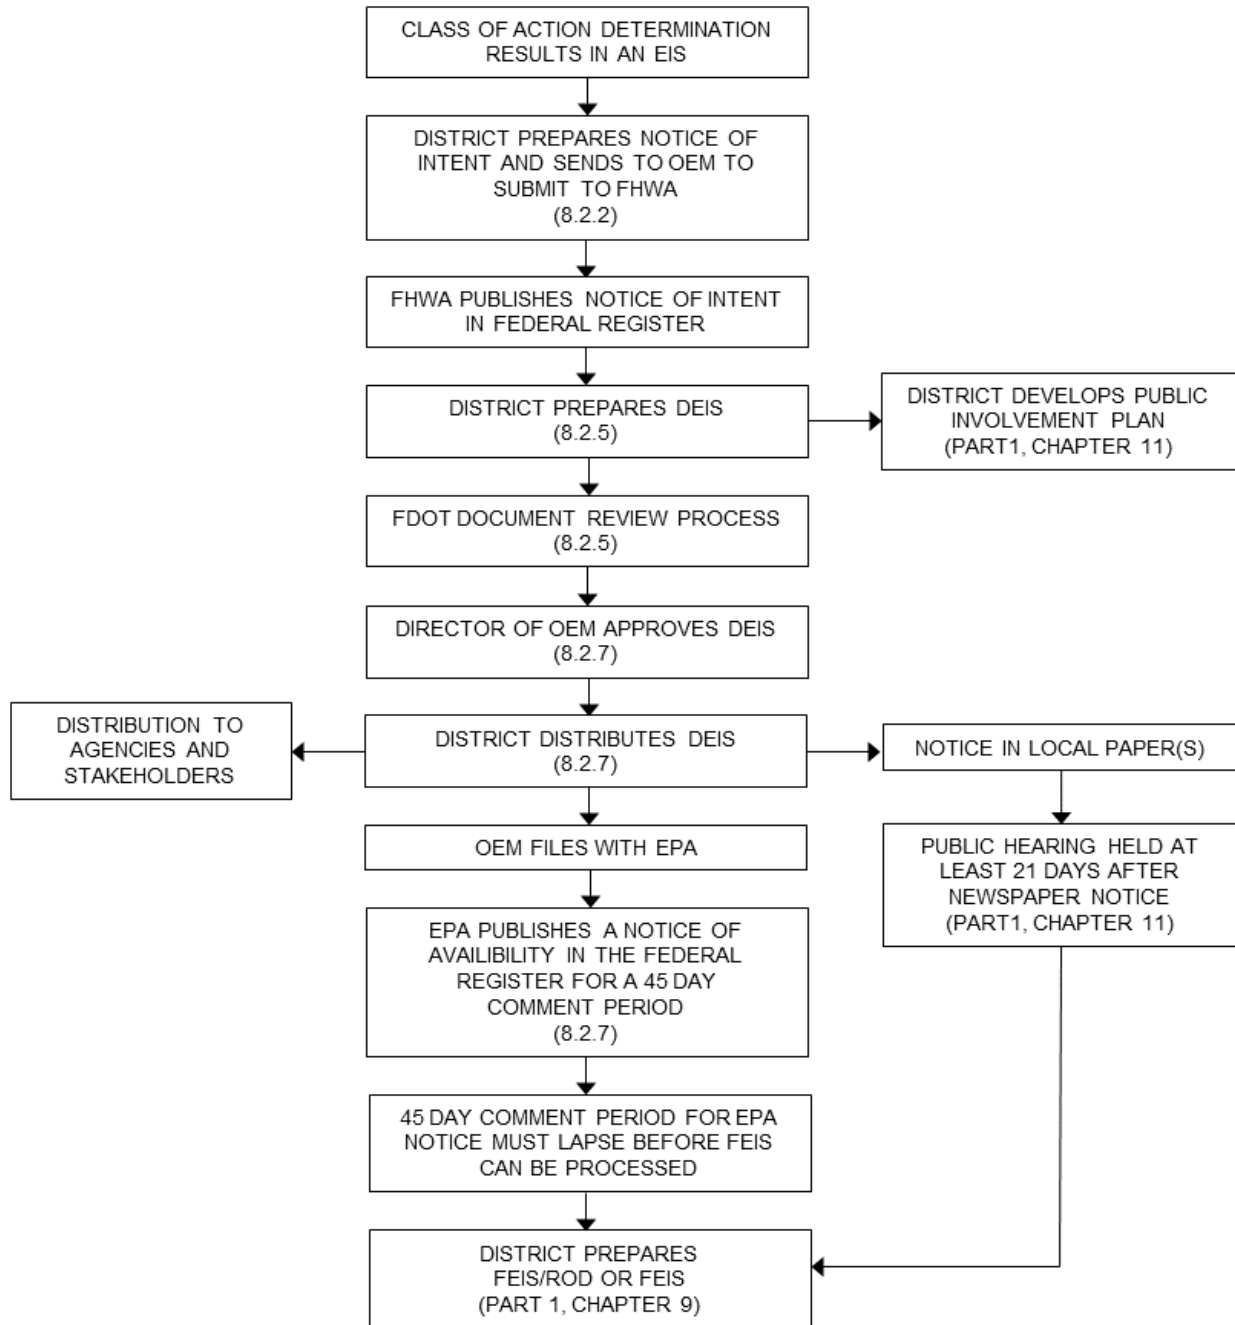 CLASS OF ACTION DETERMINATION
RESULTS IN AN EIS
DISTRICT PREPARES NOTICE OF
INTENT AND SENDS TO OEM TO
SUBMIT TO FHWA
(8.2.2)
FHWA PUBLISHES NOTICE OF INTENT
IN FEDERAL REGISTER
DISTRICT PREPARES DEIS
(8.2.5)
DISTRICT DEVELOPS PUBLIC
INVOLVEMENT PLAN
(PART1, CHAPTER 11)
FDOT DOCUMENT REVIEW PROCESS
(8.2.5)
DIRECTOR OF OEM APPROVES DEIS
(8.2.7)
DISTRIBUTION TO
AGENCIES AND
STAKEHOLDERS
DISTRICT DISTRIBUTES DEIS
(8.2.7)
NOTICE IN LOCAL PAPER(S)
OEM FILES WITH EPA
PUBLIC HEARING HELD AT
LEAST 21 DAYS AFTER
NEWSPAPER NOTICE
(PART1, CHAPTER 11)
EPA PUBLISHES A NOTICE OF
AVAILIBILITY IN THE FEDERAL
REGISTER FOR A 45 DAY
COMMENT PERIOD
(8.2.7)
45 DAY COMMENT PERIOD FOR EPA
NOTICE MUST LAPSE BEFORE FEIS
CAN BE PROCESSED
DISTRICT PREPARES
FEIS/ROD OR FEIS
(PART 1, CHAPTER 9)